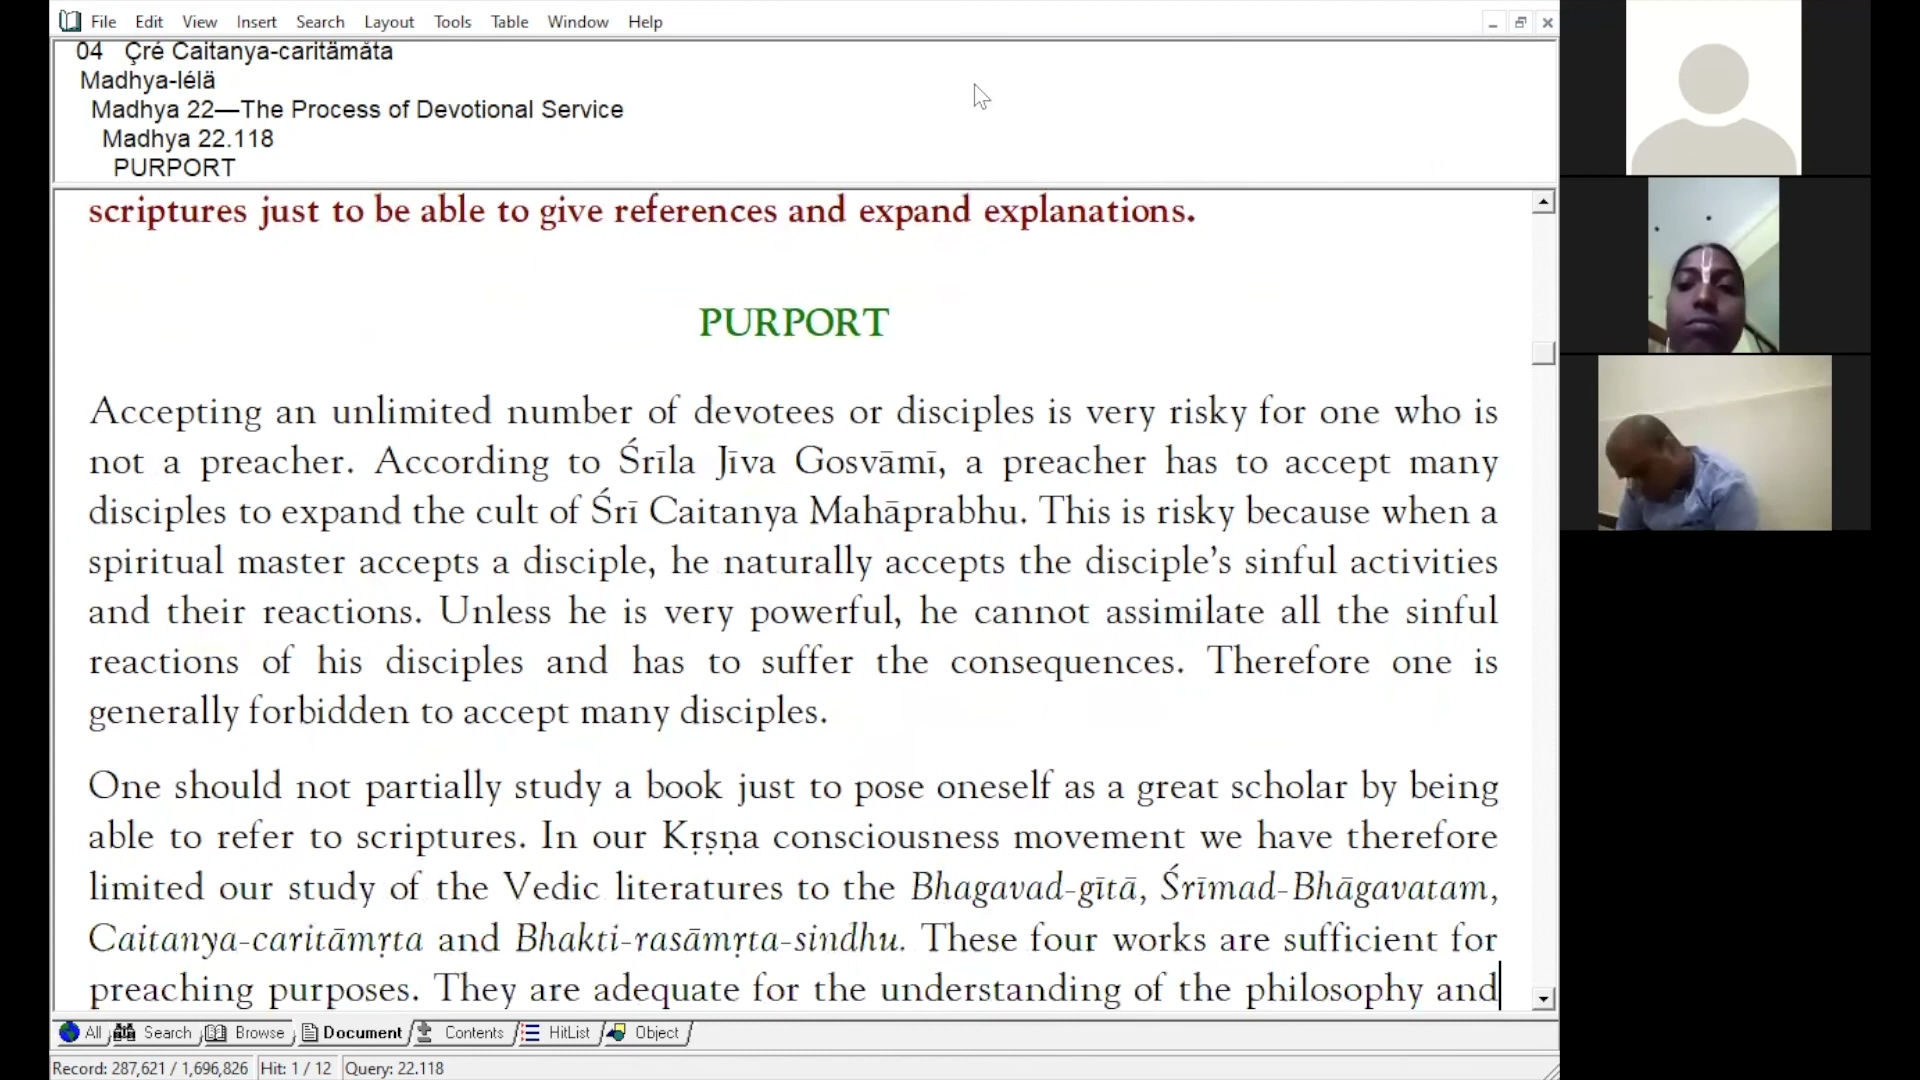 File Edit View Insert Search Layout Tools Table Window Help
04 Çré Caitanya-caritämåta
Madhya-lélä
Madhya 22—The Process of Devotional Service
Madhya 22.118
PURPORT
scriptures just to be able to give references and expand explanations.
PURPORT
Accepting an unlimited number of devotees or disciples is very risky for one who is
not a preacher. According to Śrīla Jīva Gosvāmī, a preacher has to accept many
disciples to expand the cult of Śrī Caitanya Mahāprabhu. This is risky because when a
spiritual master accepts a disciple, he naturally accepts the disciple’s sinful activities
and their reactions. Unless he is very powerful, he cannot assimilate all the sinful
reactions of his disciples and has to suffer the consequences. Therefore one is
generally forbidden to accept many disciples.
One should not partially study a book just to pose oneself as a great scholar by being
able to refer to scriptures. In our Kṛṣṇa consciousness movement we have therefore
limited our study of the Vedic literatures to the Bhagavad-gītā, Śrīmad-Bhāgavatam,
Caitanya-caritāmṛta and Bhakti-rasāmṛta-sindhu. These four works are sufficient for
preaching purposes. They are adequate for the understanding of the philosophy and
All Search Browse Document Contents HitList Object
Record: 287,621 / 1,696,826 Hit: 1 / 12 Query: 22.118